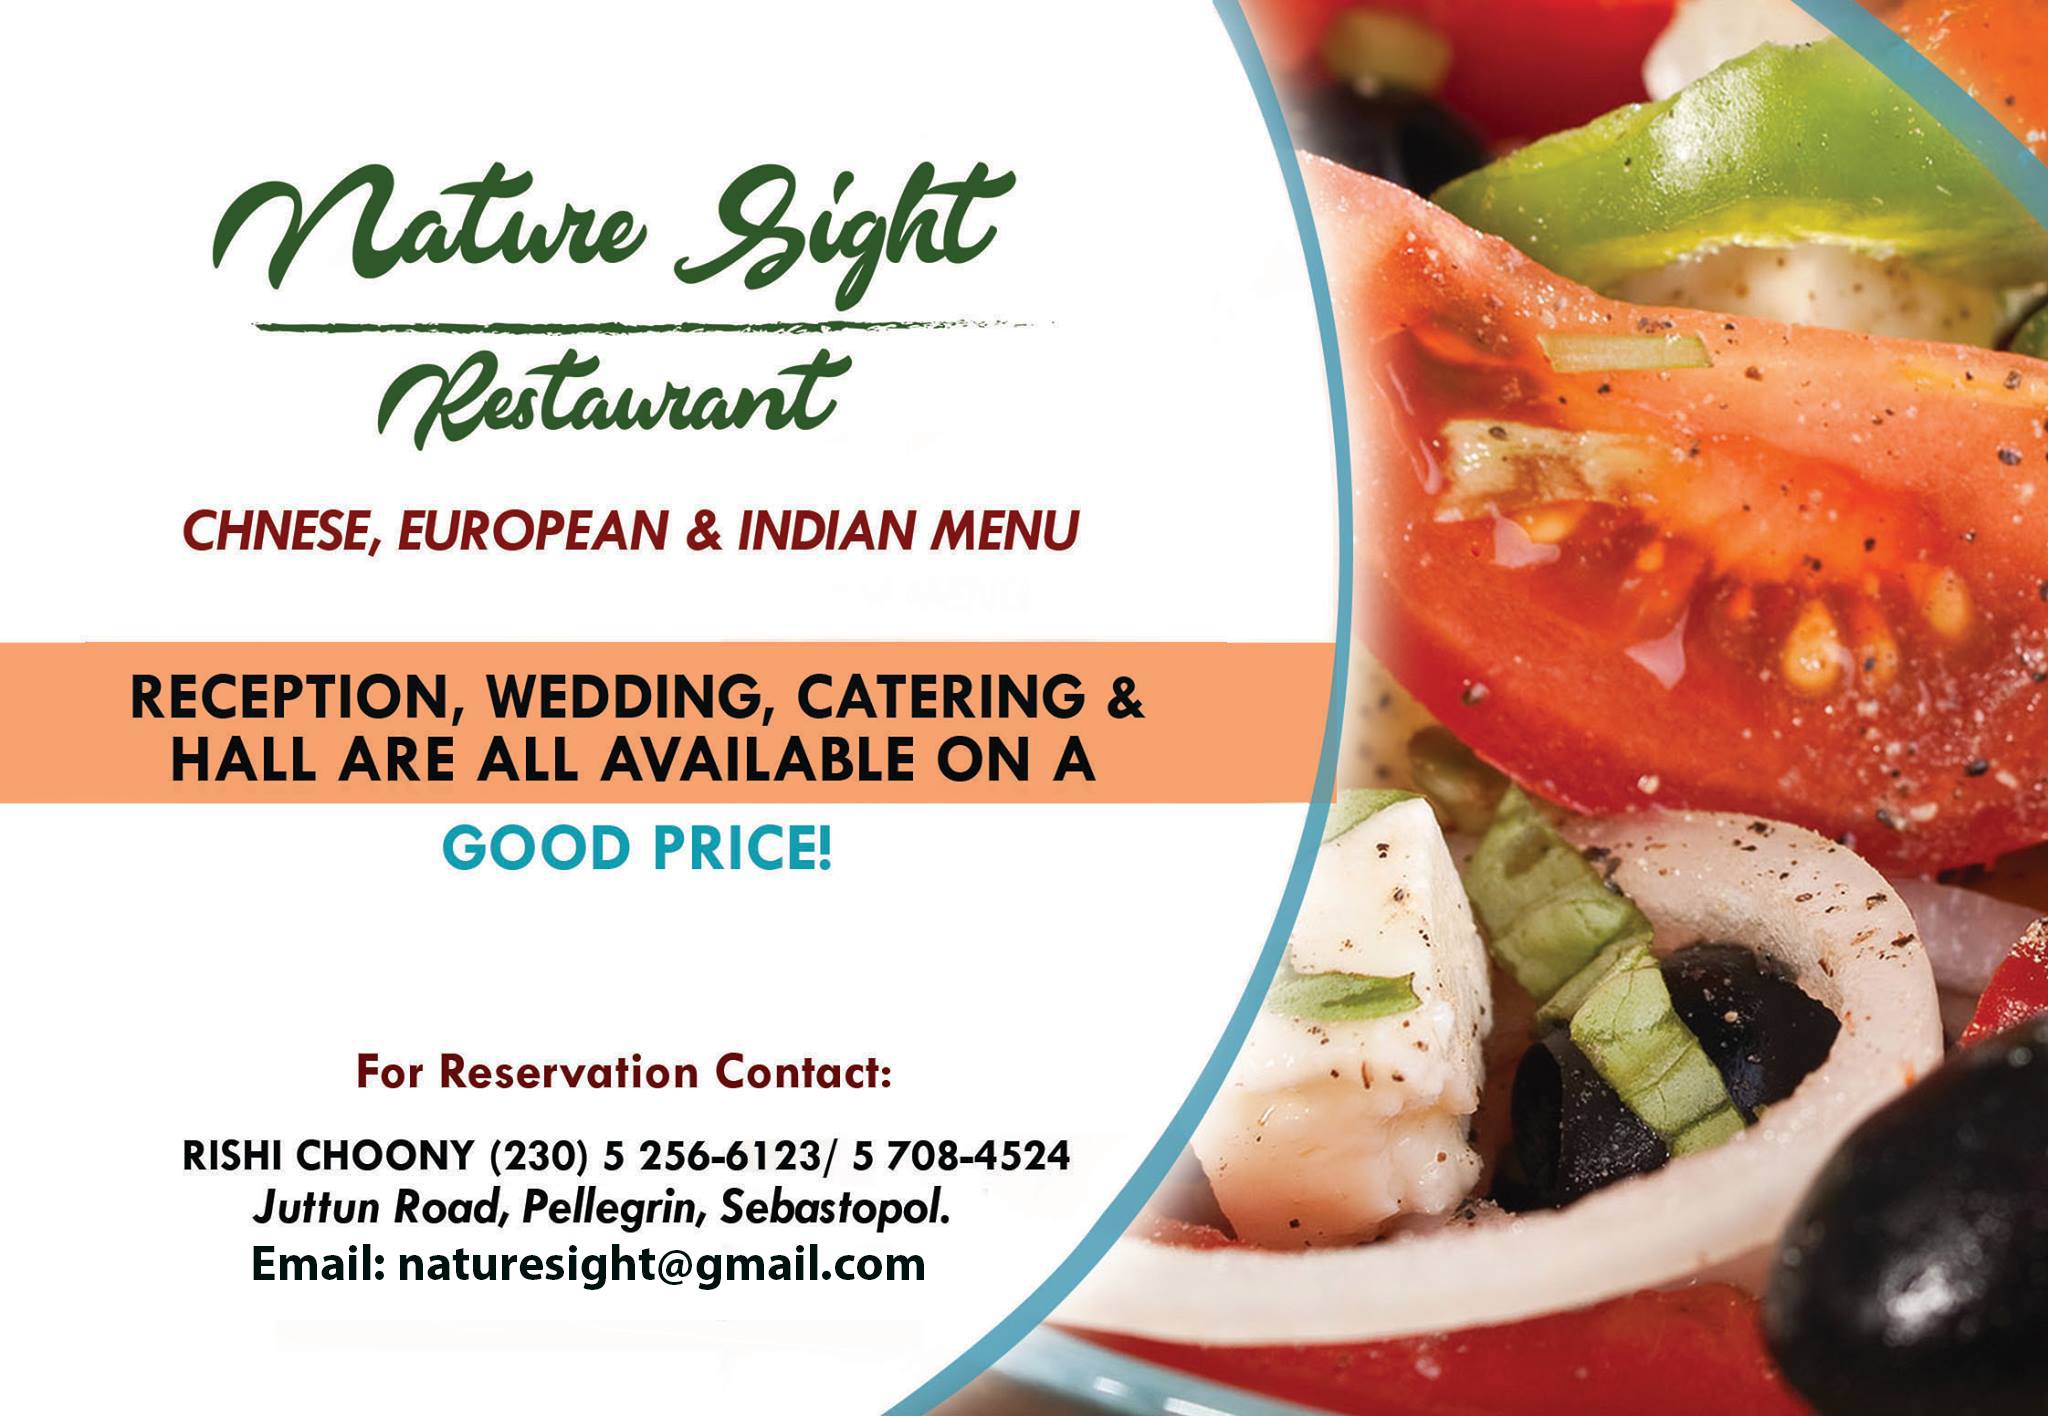 Nature Sight
Restaurant
CHNESE, EUROPEAN & INDIAN MENU
RECEPTION, WEDDING, CATERING &
HALL ARE ALL AVAILABLE ON A
GOOD PRICE!
For Reservation Contact:
RISHI CHOONY (230) 5 256-6123/ 5 708-4524
Juttun Road, Pellegrin, Sebastopol.
Email: naturesight@gmail.com